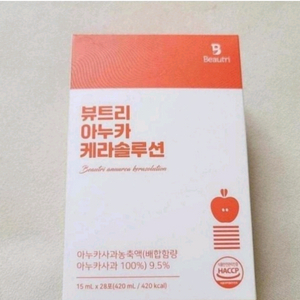 B
Beautri
뷰트리
아누카
케라솔루션
Beautri annurca kerasolution
아누카사과농축액(배합함량
아누카사과 100%) 9.5%
15 mL x 28포(420 mL / 420 kcal)
HACCP